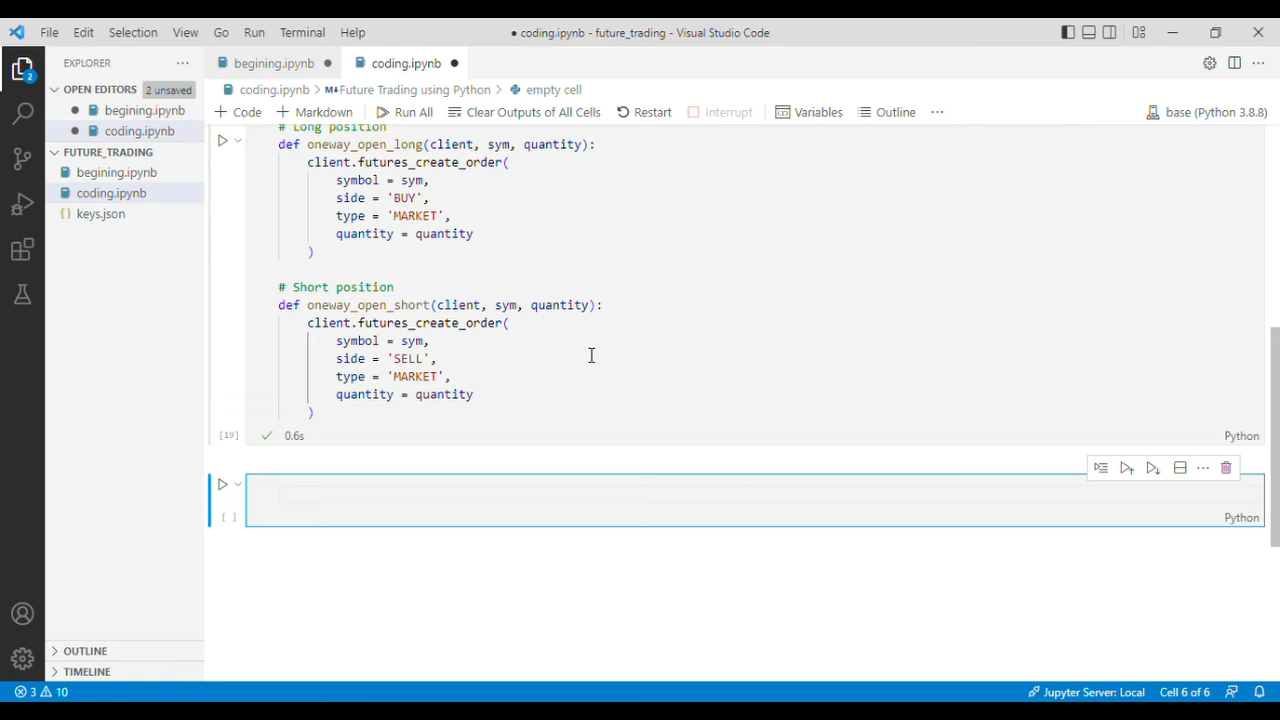 File Edit Selection View Go Run Terminal Help
● coding.ipynb - future_trading - Visual Studio Code
EXPLORER
OPEN EDITORS 2 unsaved
begining.ipynb
coding.ipynb
FUTURE_TRADING
begining.ipynb
coding.ipynb
{} keys.json
OUTLINE
TIMELINE
2
begining.ipynb ●
coding.ipynb ●
coding.ipynb > M↓Future Trading using Python > empty cell
+ Code + Markdown Run All Clear Outputs of All Cells Restart Interrupt Variables Outline ··· base (Python 3.8.8)
# Long position
def oneway_open_long(client, sym, quantity):
client.futures_create_order(
symbol = sym,
side = 'BUY',
type = 'MARKET',
quantity = quantity
)
# Short position
def oneway_open_short(client, sym, quantity):
client.futures_create_order(
symbol = sym,
side = 'SELL',
type = 'MARKET',
quantity = quantity
)
[19] ✓ 0.6s Python
[ ] Python
3 10 Jupyter Server: Local Cell 6 of 6